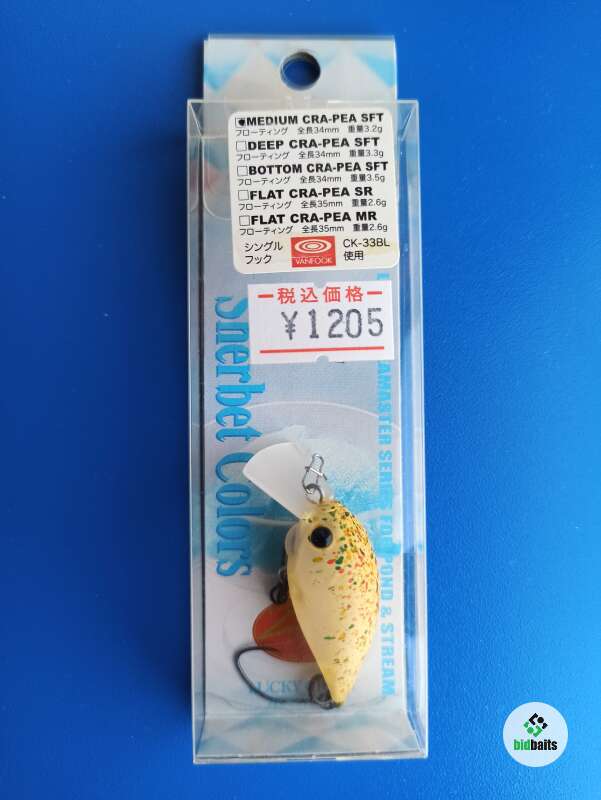 MEDIUM CRA-PEA SFT
フローティング 全長34mm 重量3.2g
DEEP CRA-PEA SFT
フローティング 全長34mm 重量3.3g
BOTTOM CRA-PEA SFT
フローティング 全長34mm 重量3.5g
FLAT CRA-PEA SR
フローティング 全長35mm 重量2.6g
FLAT CRA-PEA MR
フローティング 全長35mm 重量2.6g
シングル
フック
VANFOOK
CK-33BL
使用
税込価格
¥1205
Sherbet Colors
AMASTER SERIES FOR POND & STREAM
LUCKY
bidbaits